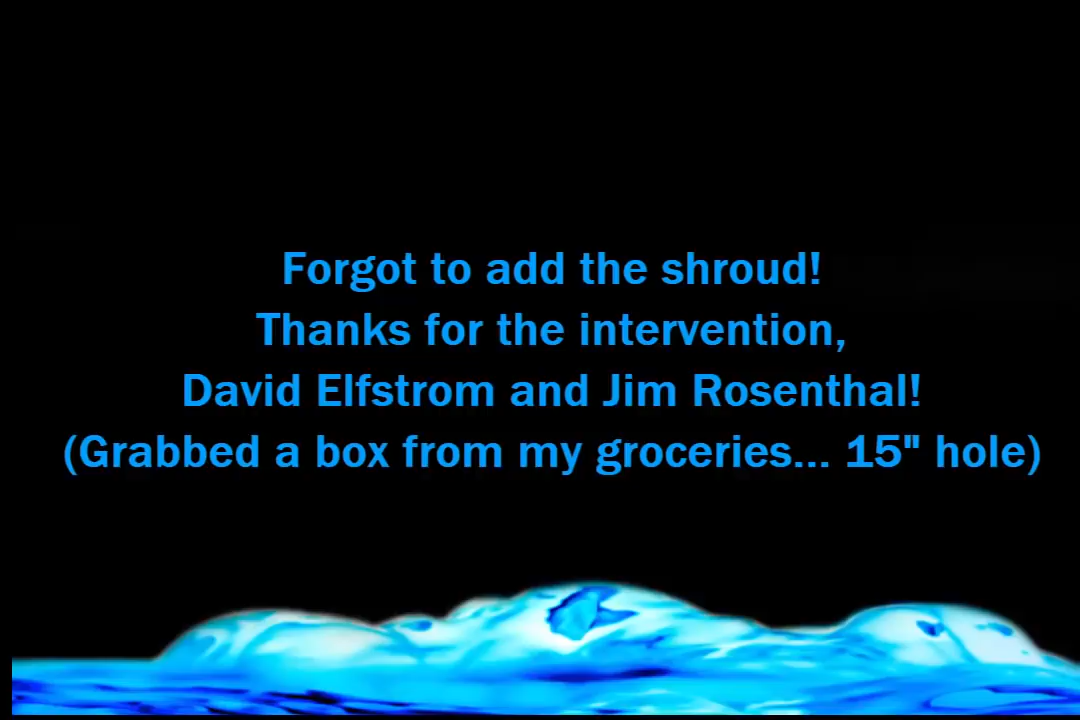 Forgot to add the shroud!
Thanks for the intervention,
David Elfstrom and Jim Rosenthal!
(Grabbed a box from my groceries... 15" hole)